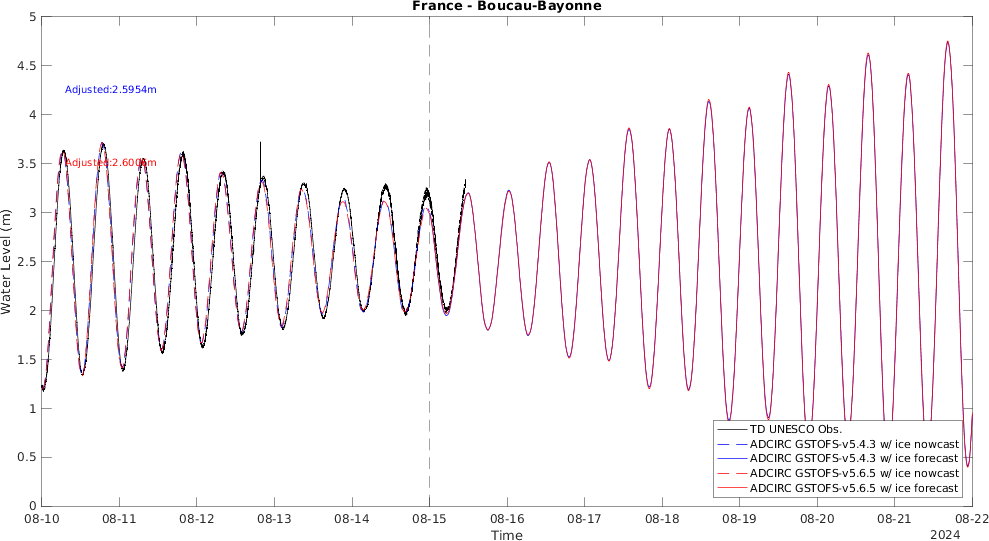 France - Boucau-Bayonne
Water Level (m)
5
4.5
4
3.5
3
2.5
2
1.5
1
0.5
0
Adjusted:2.5954m
TD UNESCO Obs.
ADCIRC GSTOFS-v5.4.3 w/ ice nowcast
ADCIRC GSTOFS-v5.4.3 w/ ice forecast
ADCIRC GSTOFS-v5.6.5 w/ ice nowcast
ADCIRC GSTOFS-v5.6.5 w/ ice forecast
08-10 08-11 08-12 08-13 08-14 08-15 08-16 08-17 08-18 08-19 08-20 08-21 08-22
Time
2024